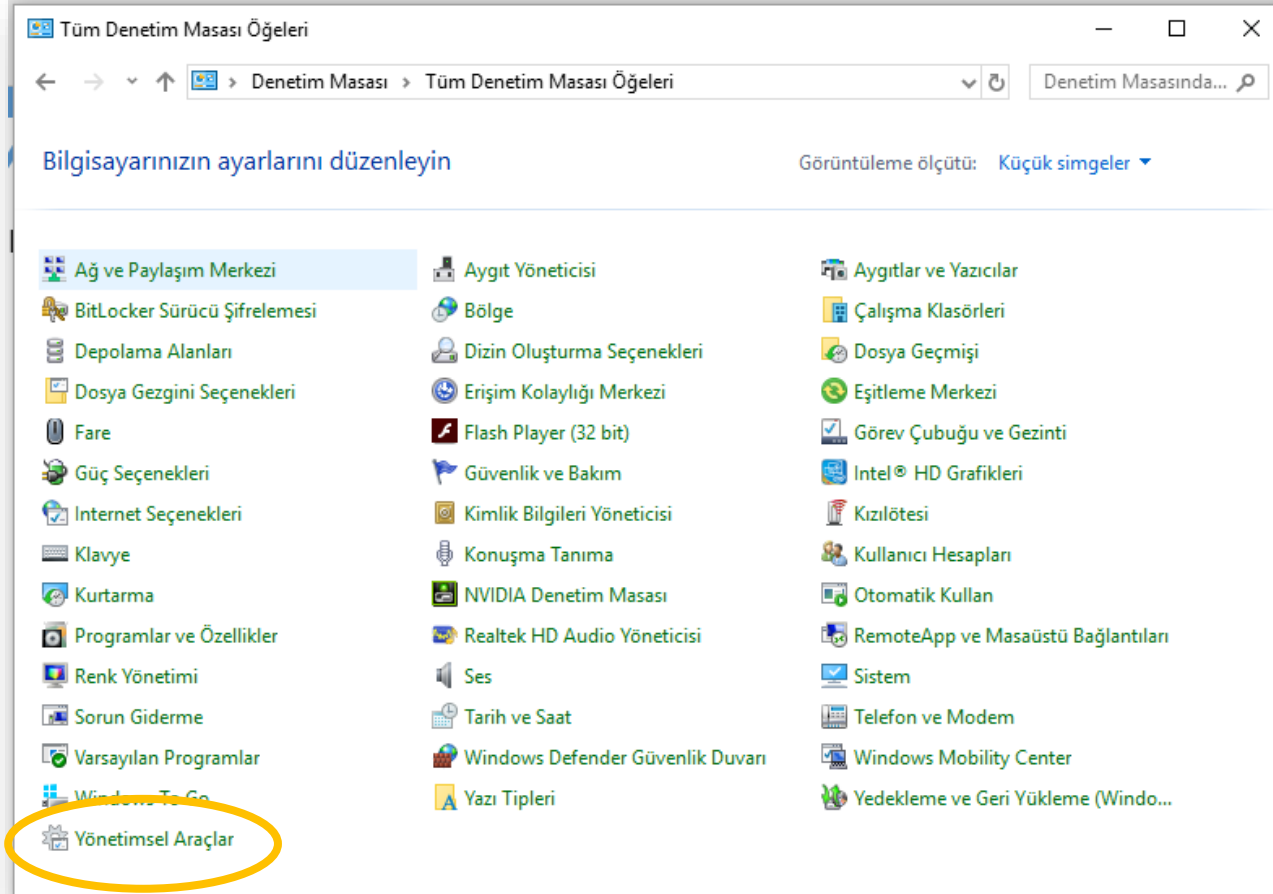 Tüm Denetim Masası Öğeleri
Denetim Masası > Tüm Denetim Masası Öğeleri
Denetim Masasında...
Bilgisayarınızın ayarlarını düzenleyin
Görüntüleme ölçütü: Küçük simgeler
Ağ ve Paylaşım Merkezi
Aygıt Yöneticisi
Aygıtlar ve Yazıcılar
BitLocker Sürücü Şifrelemesi
Bölge
Çalışma Klasörleri
Depolama Alanları
Dizin Oluşturma Seçenekleri
Dosya Geçmişi
Dosya Gezgini Seçenekleri
Erişim Kolaylığı Merkezi
Eşitleme Merkezi
Fare
Flash Player (32 bit)
Görev Çubuğu ve Gezinti
Güç Seçenekleri
Güvenlik ve Bakım
Intel® HD Grafikleri
Internet Seçenekleri
Kimlik Bilgileri Yöneticisi
Kızılötesi
Klavye
Konuşma Tanıma
Kullanıcı Hesapları
Kurtarma
NVIDIA Denetim Masası
Otomatik Kullan
Programlar ve Özellikler
Realtek HD Audio Yöneticisi
RemoteApp ve Masaüstü Bağlantıları
Renk Yönetimi
Ses
Sistem
Sorun Giderme
Tarih ve Saat
Telefon ve Modem
Varsayılan Programlar
Windows Defender Güvenlik Duvarı
Windows Mobility Center
Windows To Go
Yazı Tipleri
Yedekleme ve Geri Yükleme (Windo...
Yönetimsel Araçlar